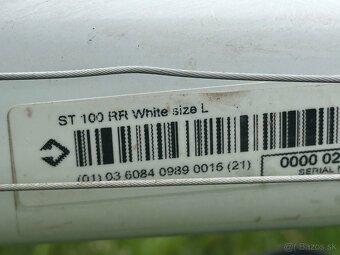 ST 100 RR White size L
(01) 03 6084 0989 0016 (21)
0000 02
SERIAL
Bazos.sk